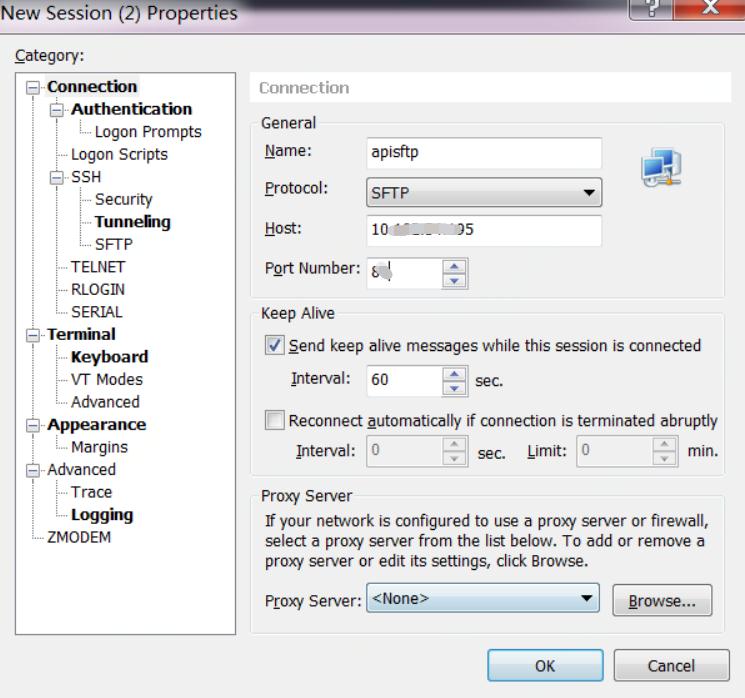 New Session (2) Properties
Category:
Connection
Authentication
Logon Prompts
Logon Scripts
SSH
Security
Tunneling
SFTP
TELNET
RLOGIN
SERIAL
Terminal
Keyboard
VT Modes
Advanced
Appearance
Margins
Advanced
Trace
Logging
ZMODEM
Connection
General
Name: apisftp
Protocol: SFTP
Host:
Port Number:
Keep Alive
Send keep alive messages while this session is connected
Interval: 60 sec.
Reconnect automatically if connection is terminated abruptly
Interval: 0 sec. Limit: 0 min.
Proxy Server
If your network is configured to use a proxy server or firewall,
select a proxy server from the list below. To add or remove a
proxy server or edit its settings, click Browse.
Proxy Server: <None> Browse...
OK Cancel